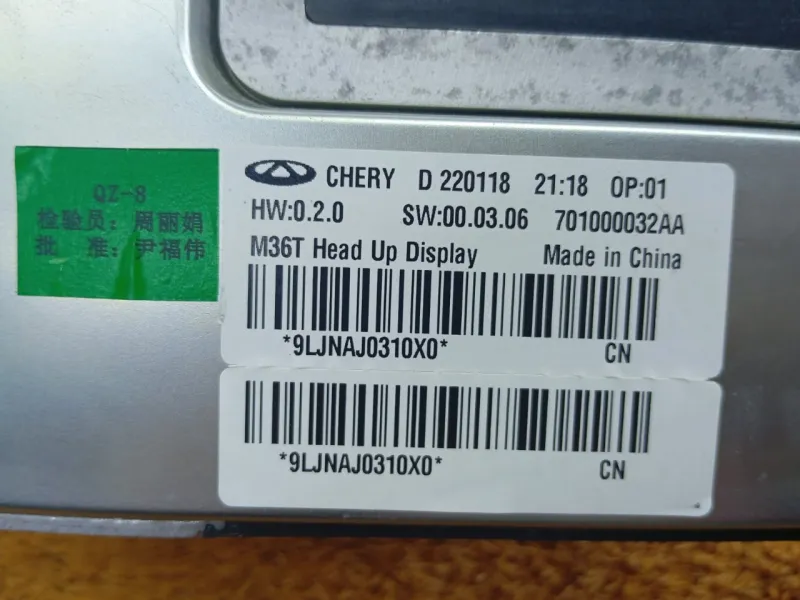 QZ-8
检验员：周丽娟
批 准：尹福伟
CHERY D 220118 21:18 OP:01
HW:0.2.0 SW:00.03.06 701000032AA
M36T Head Up Display Made in China
*9LJNAJ0310X0* CN
*9LJNAJ0310X0* CN